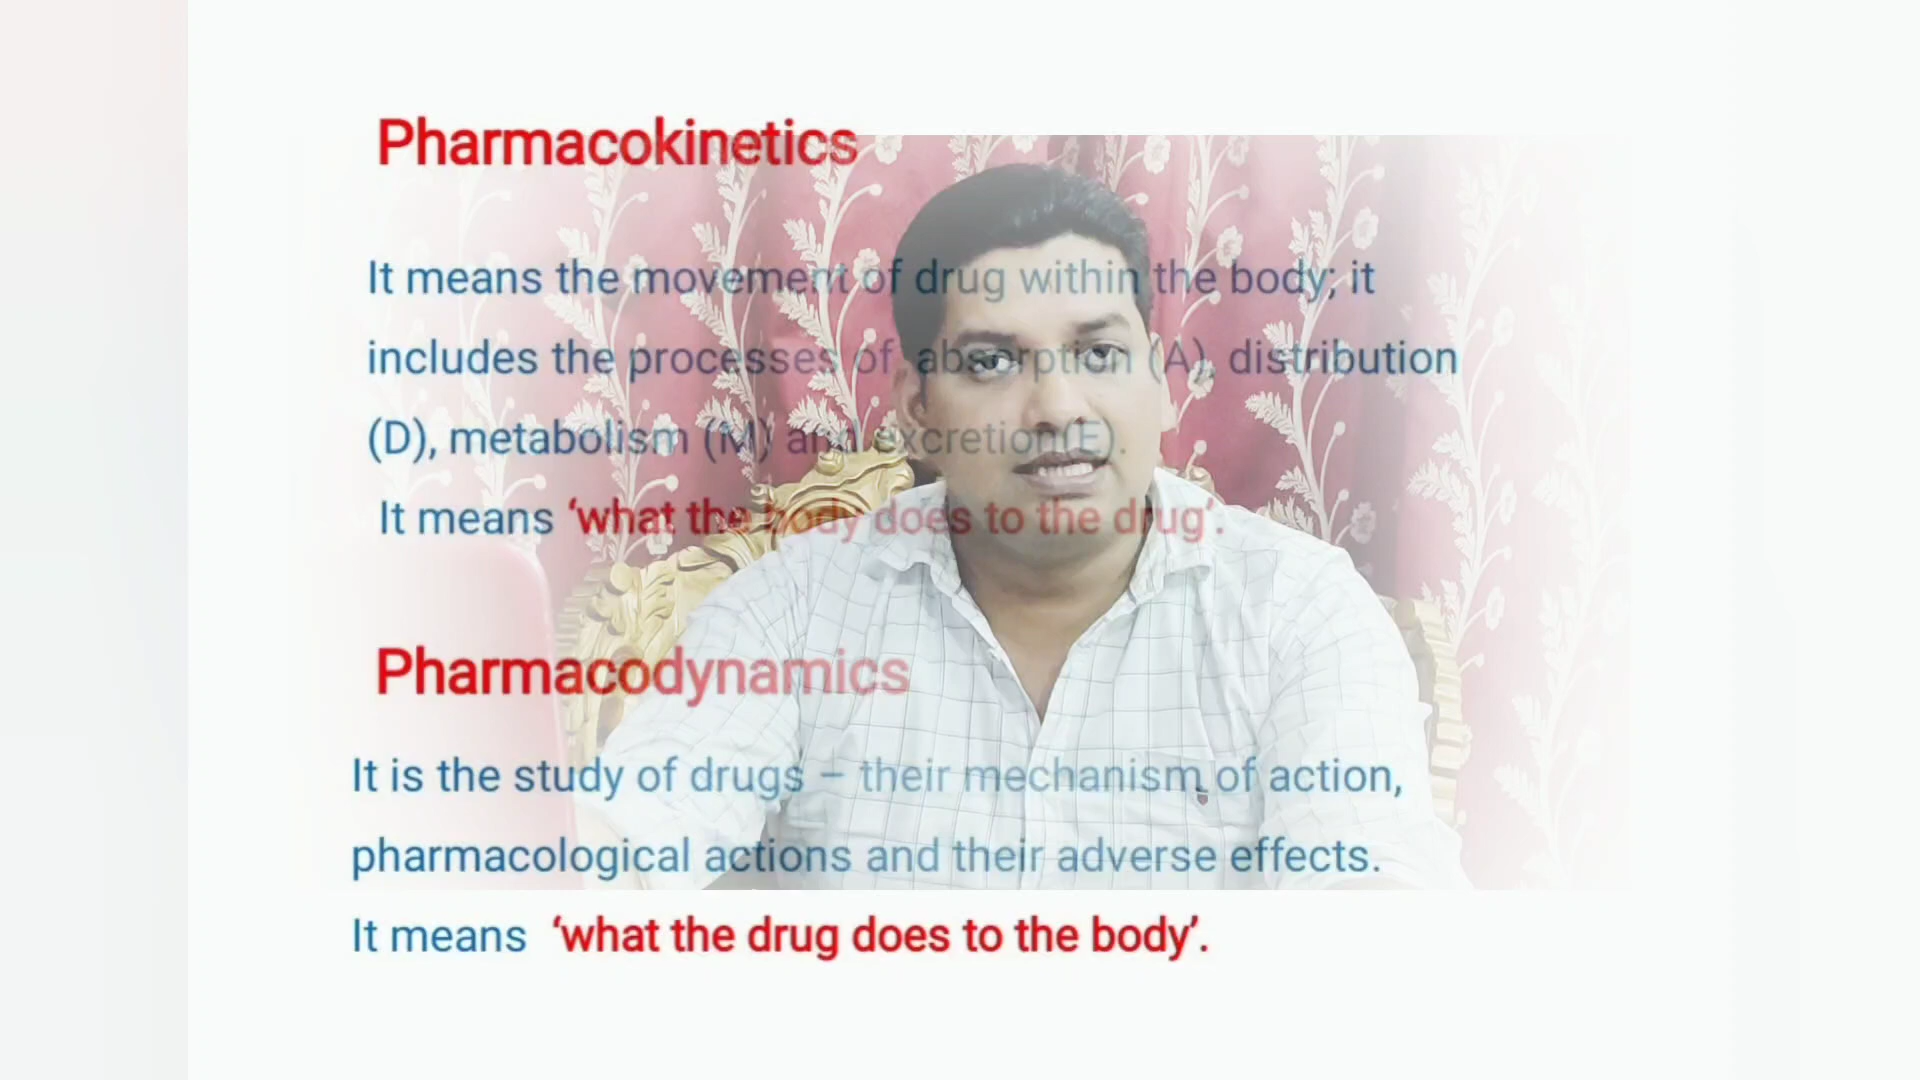 Pharmacokinetics
It means the movement of drug within the body; it
includes the processes of absorption (A), distribution
(D), metabolism (M) and excretion(E).
It means ‘what the body does to the drug’.
Pharmacodynamics
It is the study of drugs – their mechanism of action,
pharmacological actions and their adverse effects.
It means ‘what the drug does to the body’.